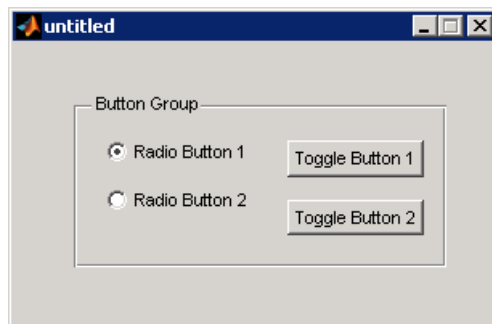 untitled
Button Group
Radio Button 1
Toggle Button 1
Radio Button 2
Toggle Button 2